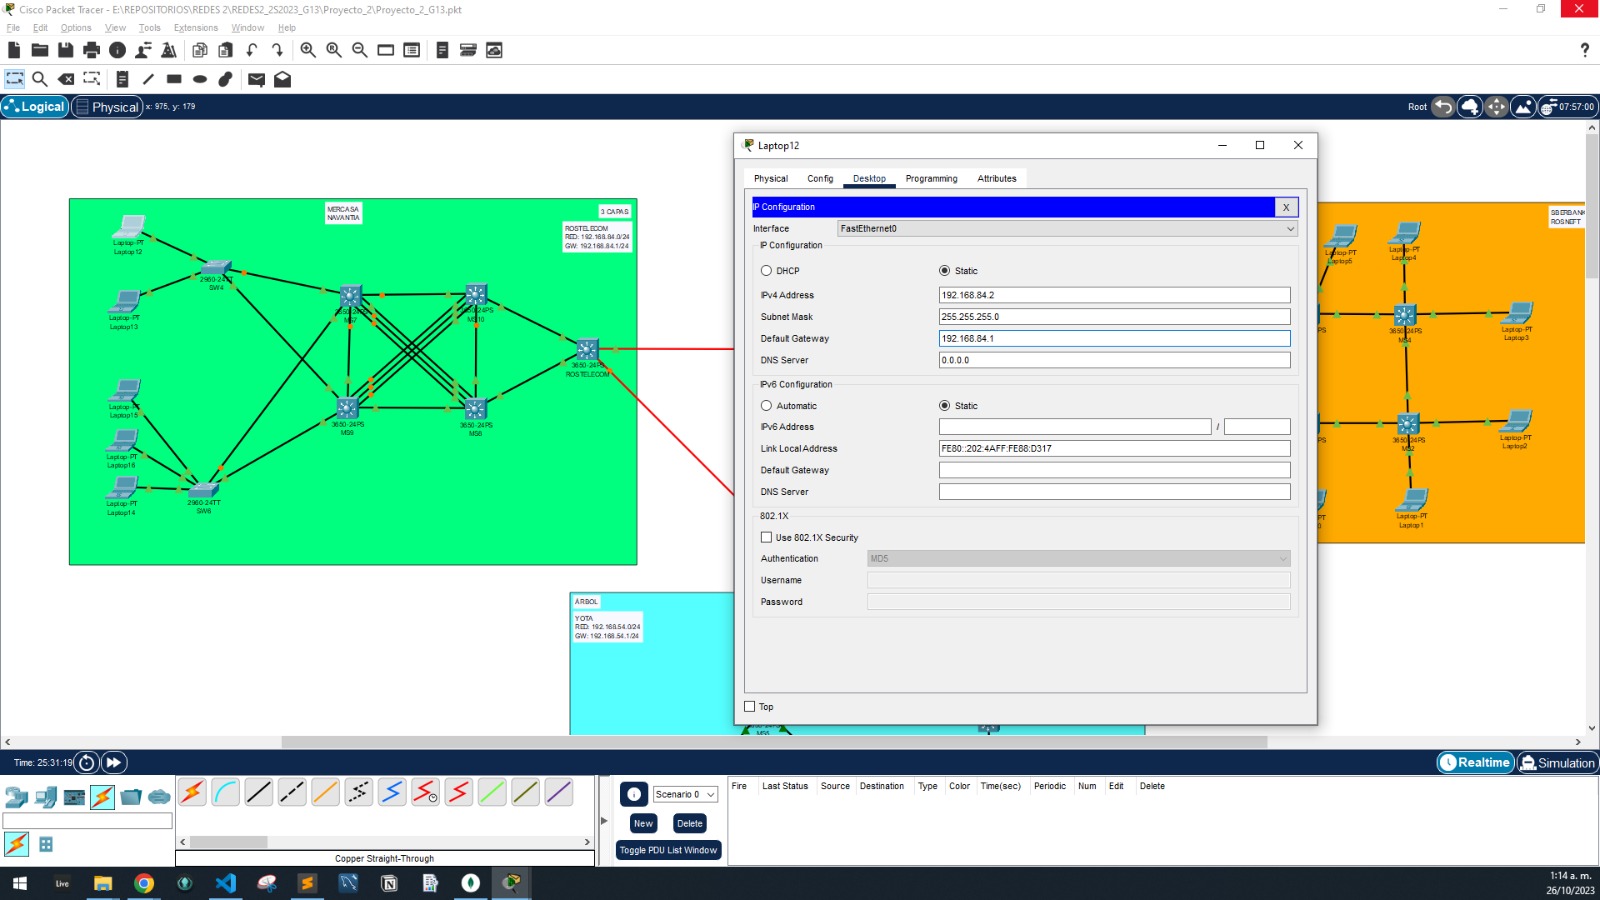 Cisco Packet Tracer - E:\REPOSITORIOS\REDES 2\REDES2_2S2023_G13\Proyecto_2\Proyecto_2_G13.pkt
File Edit Options View Tools Extensions Window Help
?
Logical Physical x: 975, y: 179 Root 07:57:00
MERCASA
NAVANTIA
3 CAPAS
ROSTELECOM
RED: 192.168.84.0/24
GW: 192.168.84.1/24
Laptop-PT
Laptop12
2960-24TT
SW4
Laptop-PT
Laptop13
MS7
MS10
3650-24PS
ROSTELECOM
Laptop-PT
Laptop15
3650-24PS
MS9
3650-24PS
MS8
Laptop-PT
Laptop16
Laptop-PT
Laptop14
2960-24TT
SW6
ÁRBOL
YOTA
RED: 192.168.54.0/24
GW: 192.168.54.1/24
MS5
Laptop12
Physical Config Desktop Programming Attributes
IP Configuration X
Interface FastEthernet0
IP Configuration
DHCP Static
IPv4 Address 192.168.84.2
Subnet Mask 255.255.255.0
Default Gateway 192.168.84.1
DNS Server 0.0.0.0
IPv6 Configuration
Automatic Static
IPv6 Address /
Link Local Address FE80::202:4AFF:FE88:D317
Default Gateway
DNS Server
802.1X
Use 802.1X Security
Authentication MD5
Username
Password
Top
SBERBANK
ROSNEFT
Laptop-PT
Laptop5
Laptop-PT
Laptop4
3650-24PS
Laptop-PT
Laptop3
3650-24PS
MS2
Laptop-PT
Laptop2
Laptop-PT
Laptop1
Time: 25:31:19 Realtime Simulation
Scenario 0
New Delete
Toggle PDU List Window
Fire Last Status Source Destination Type Color Time(sec) Periodic Num Edit Delete
Copper Straight-Through
Live
1:14 a. m.
26/10/2023